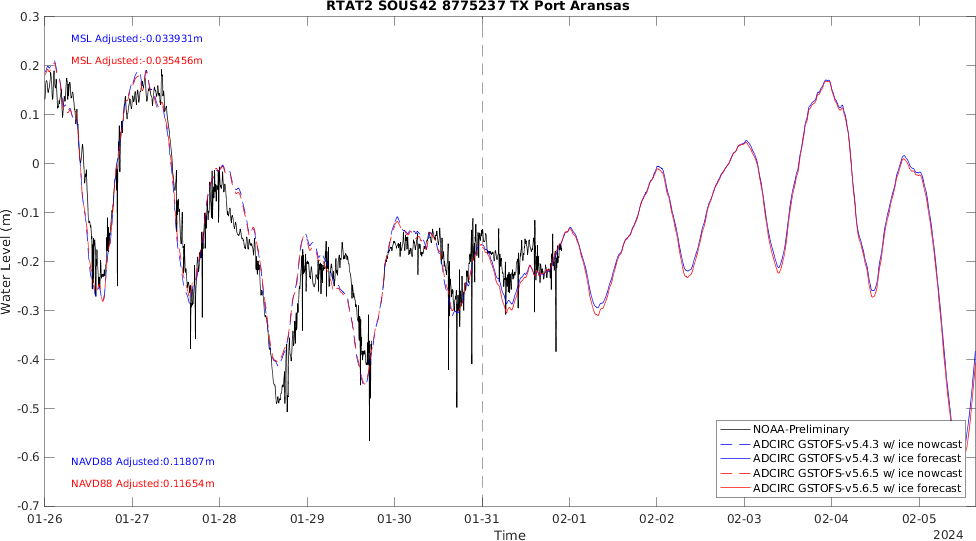 RTAT2 SOUS42 8775237 TX Port Aransas
MSL Adjusted:-0.033931m
MSL Adjusted:-0.035456m
0.3
0.2
0.1
0
-0.1
-0.2
-0.3
-0.4
-0.5
-0.6
-0.7
Water Level (m)
NAVD88 Adjusted:0.11807m
NAVD88 Adjusted:0.11654m
NOAA-Preliminary
ADCIRC GSTOFS-v5.4.3 w/ ice nowcast
ADCIRC GSTOFS-v5.4.3 w/ ice forecast
ADCIRC GSTOFS-v5.6.5 w/ ice nowcast
ADCIRC GSTOFS-v5.6.5 w/ ice forecast
01-26 01-27 01-28 01-29 01-30 01-31 02-01 02-02 02-03 02-04 02-05
Time
2024